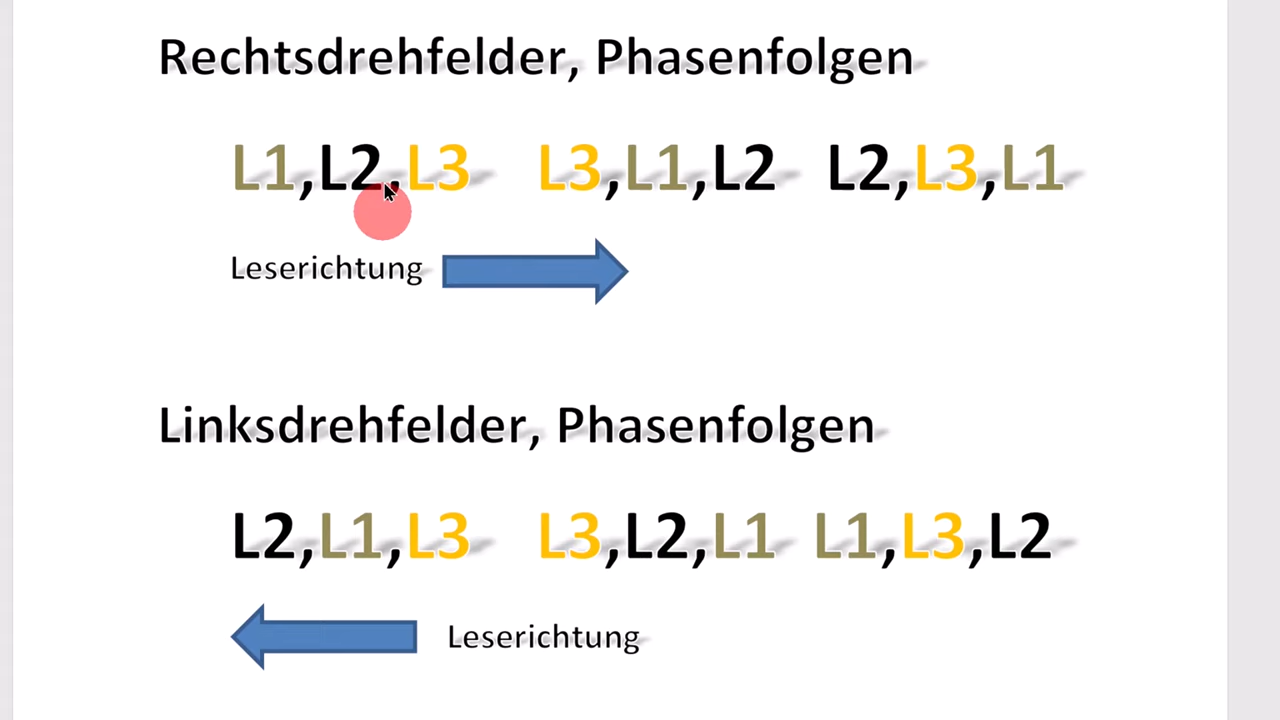 Rechtsdrehfelder, Phasenfolgen
L1,L2,L3 L3,L1,L2 L2,L3,L1
Leserichtung
Linksdrehfelder, Phasenfolgen
L2,L1,L3 L3,L2,L1 L1,L3,L2
Leserichtung